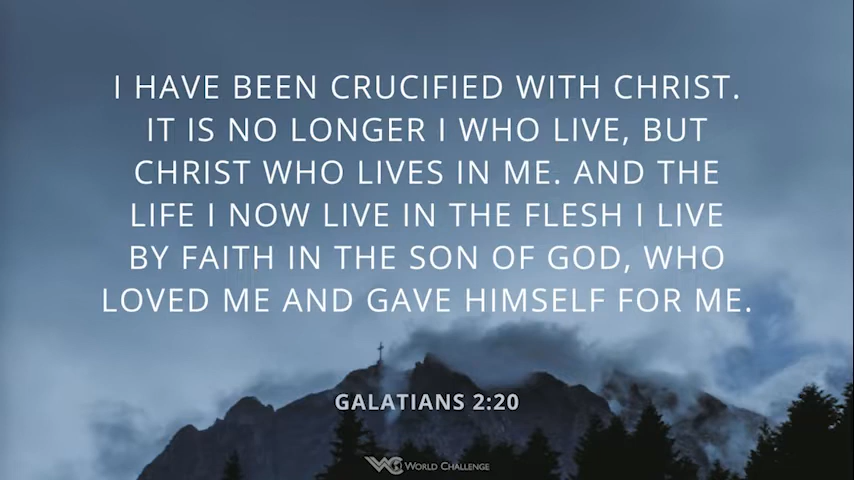 I HAVE BEEN CRUCIFIED WITH CHRIST.
IT IS NO LONGER I WHO LIVE, BUT
CHRIST WHO LIVES IN ME. AND THE
LIFE I NOW LIVE IN THE FLESH I LIVE
BY FAITH IN THE SON OF GOD, WHO
LOVED ME AND GAVE HIMSELF FOR ME.
GALATIANS 2:20
WC WORLD CHALLENGE